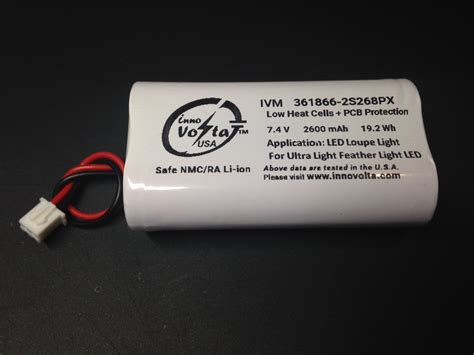 inno
VoltaT™
USA
Safe NMC/RA Li-ion
IVM 361866-2S268PX
Low Heat Cells + PCB Protection
7.4 V 2600 mAh 19.2 Wh
Application: LED Loupe Light
For Ultra Light Feather Light LED
Above data are tested in the U.S.A.
Please visit www.innovolta.com